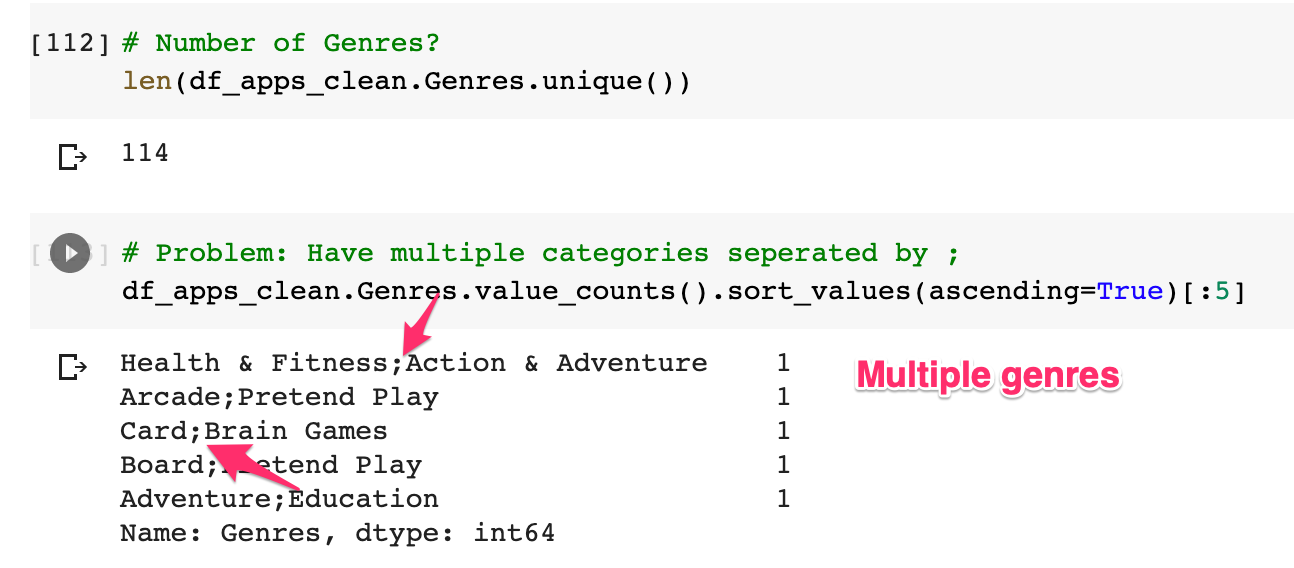 [112] # Number of Genres?
len(df_apps_clean.Genres.unique())
114
# Problem: Have multiple categories seperated by ;
df_apps_clean.Genres.value_counts().sort_values(ascending=True)[:5]
Health & Fitness;Action & Adventure 1
Multiple genres
Arcade;Pretend Play 1
Card;Brain Games 1
Board;Pretend Play 1
Adventure;Education 1
Name: Genres, dtype: int64